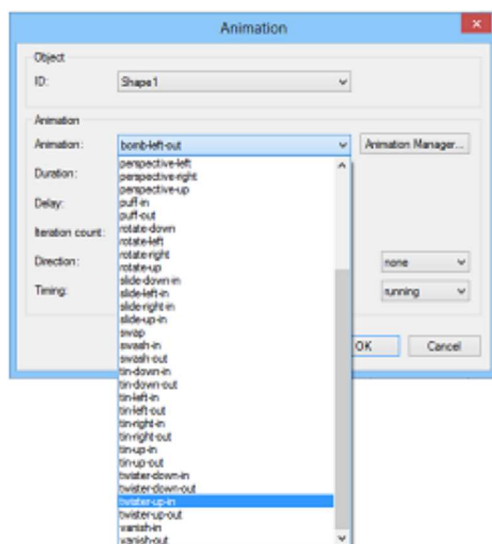 Animation
Object
ID:
Shape1
Animation
Animation:
bomb-left-out
Animation Manager...
Duration:
Delay:
Iteration count:
Direction:
none
Timing:
running
OK
Cancel
perspective-left
perspective-right
perspective-up
puff-in
puff-out
rotate-down
rotate-left
rotate-right
rotate-up
slide-down-in
slide-left-in
slide-right-in
slide-up-in
swap
swash-in
swash-out
tin-down-in
tin-down-out
tin-left-in
tin-left-out
tin-right-in
tin-right-out
tin-up-in
tin-up-out
twister-down-in
twister-down-out
twister-up-in
twister-up-out
vanish-in
vanish-out